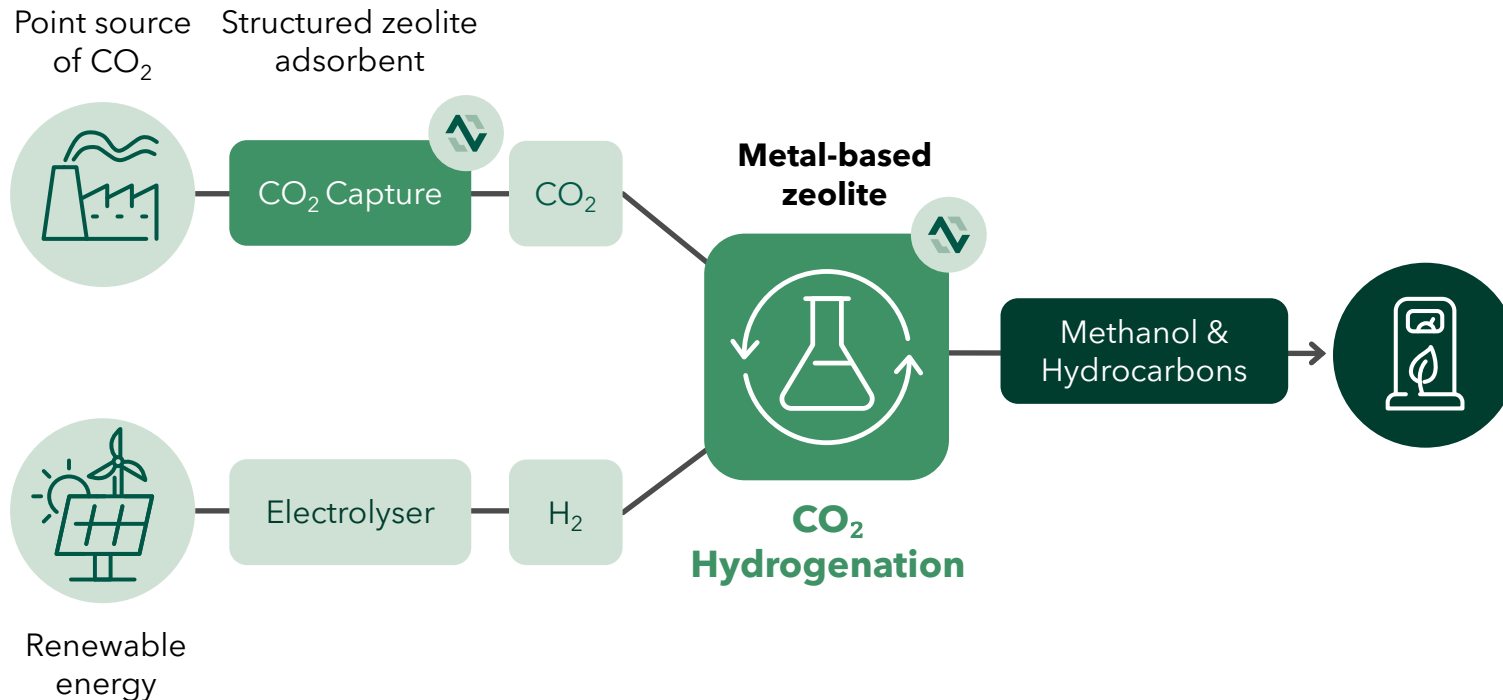 Point source
of CO₂
Structured zeolite
adsorbent
CO₂ Capture
CO₂
Metal-based
zeolite
Methanol &
Hydrocarbons
Electrolyser
H₂
CO₂
Hydrogenation
Renewable
energy